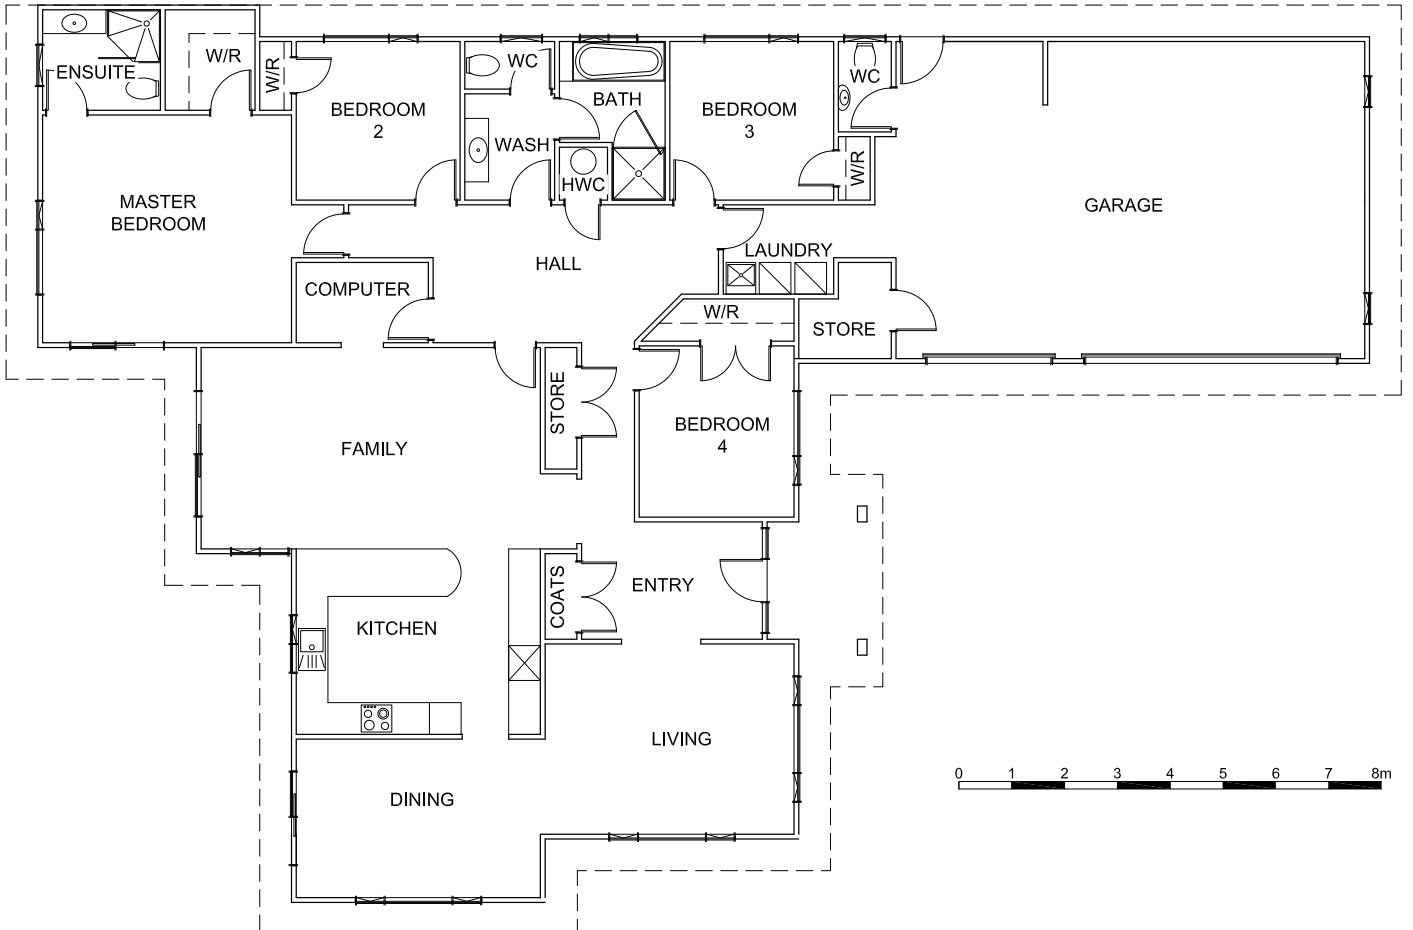 W/R
ENSUITE
W/R
BEDROOM
2
WC
WASH
BATH
HWC
BEDROOM
3
WC
W/R
GARAGE
MASTER
BEDROOM
HALL
LAUNDRY
COMPUTER
W/R
STORE
STORE
BEDROOM
4
FAMILY
COATS
ENTRY
KITCHEN
LIVING
DINING
0 1 2 3 4 5 6 7 8m